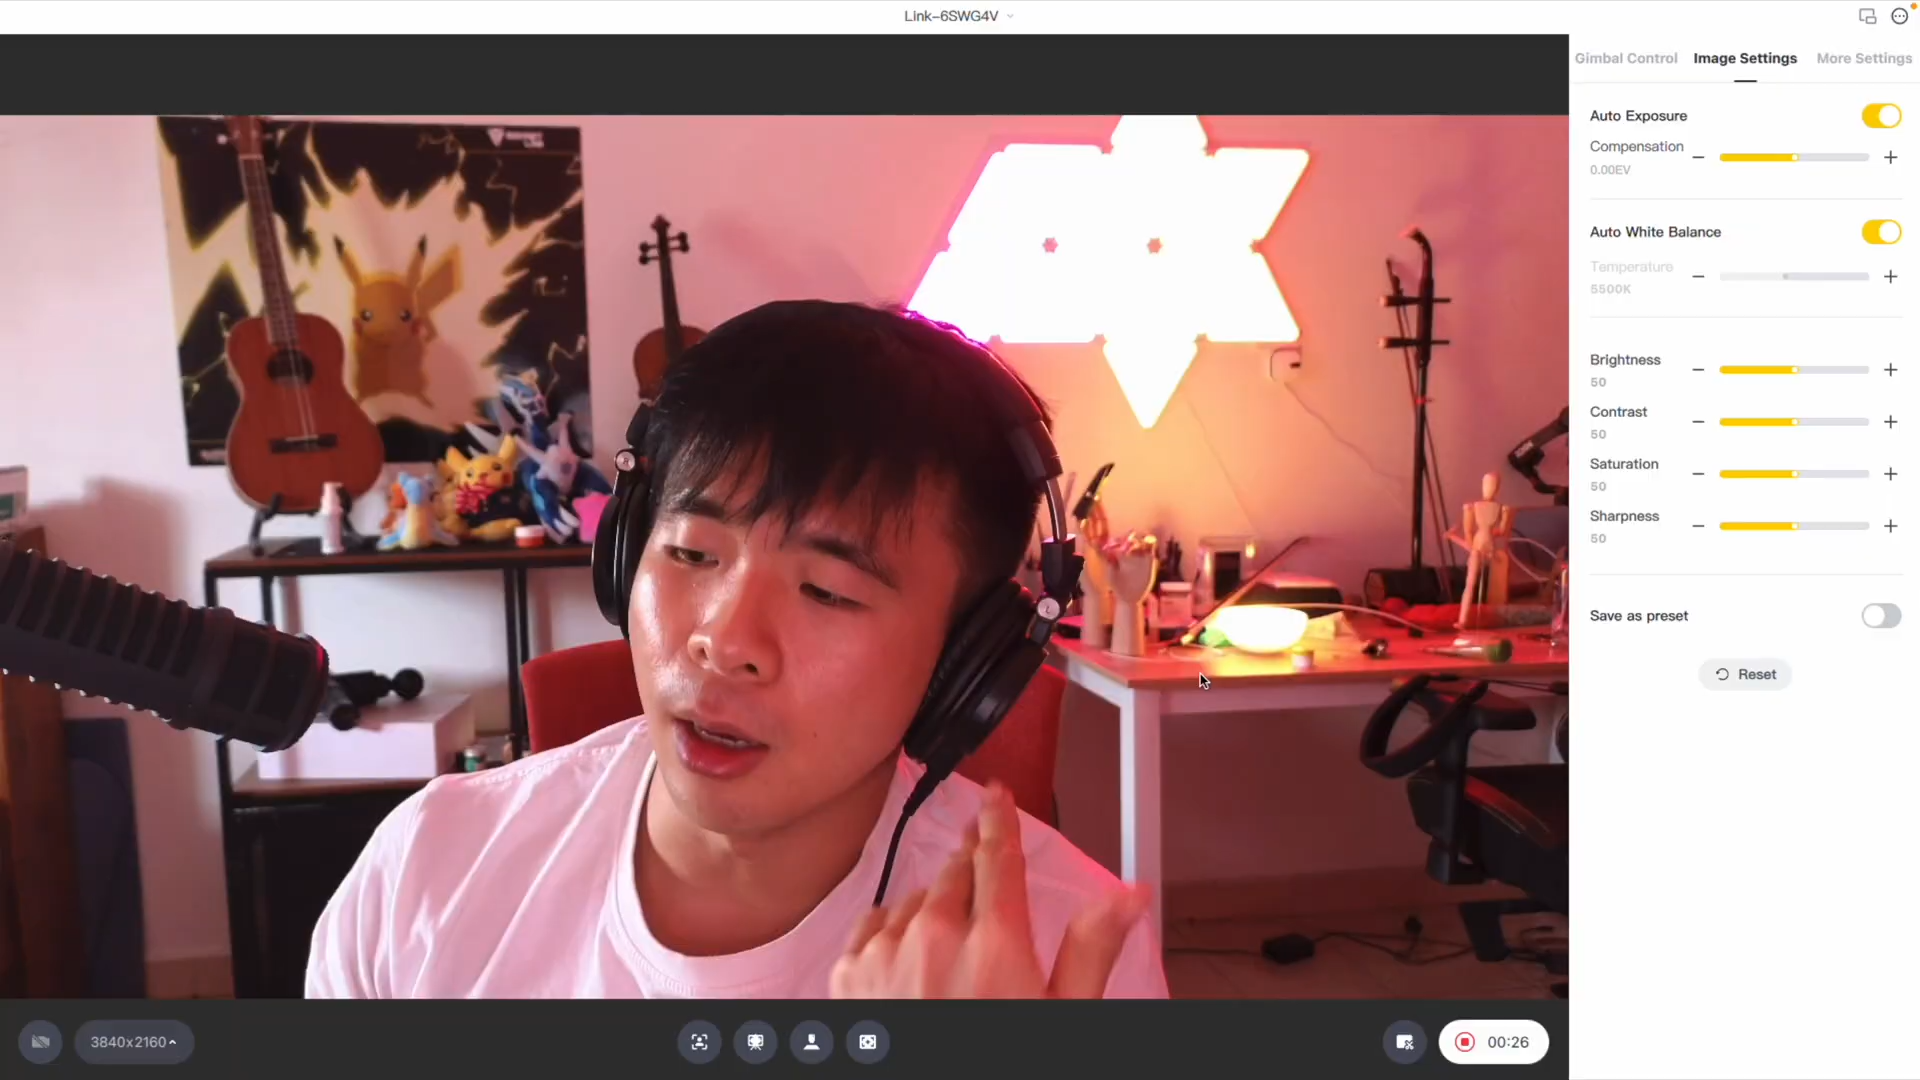 Link-6SWG4V
Gimbal Control
Image Settings
More Settings
Auto Exposure
Compensation
0.00EV
Auto White Balance
Temperature
5500K
Brightness
50
Contrast
50
Saturation
50
Sharpness
50
Save as preset
Reset
R
L
3840x2160
00:26